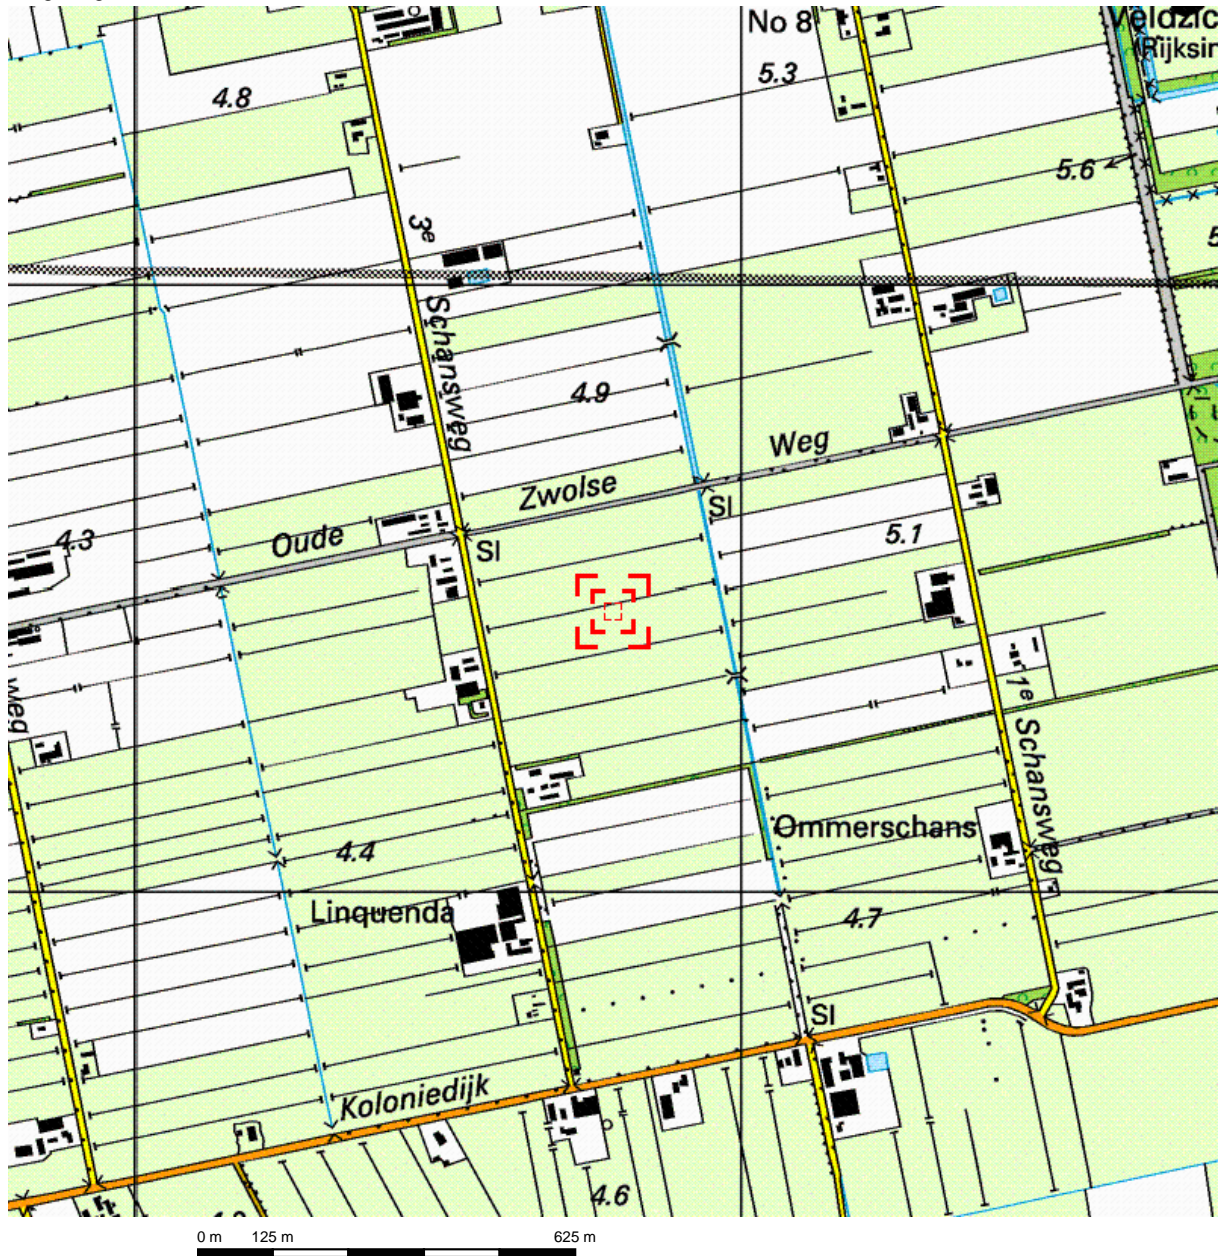 No 8
(Rijksin
4.8
5.3
5.6
3e
Schansweg
4.9
Weg
Zwolse
Sl
Oude
Sl
4.3
5.1
weg
1e
Schansweg
Ommerschans
4.4
Linquenda
4.7
Sl
Koloniedijk
4.6
0 m 125 m 625 m